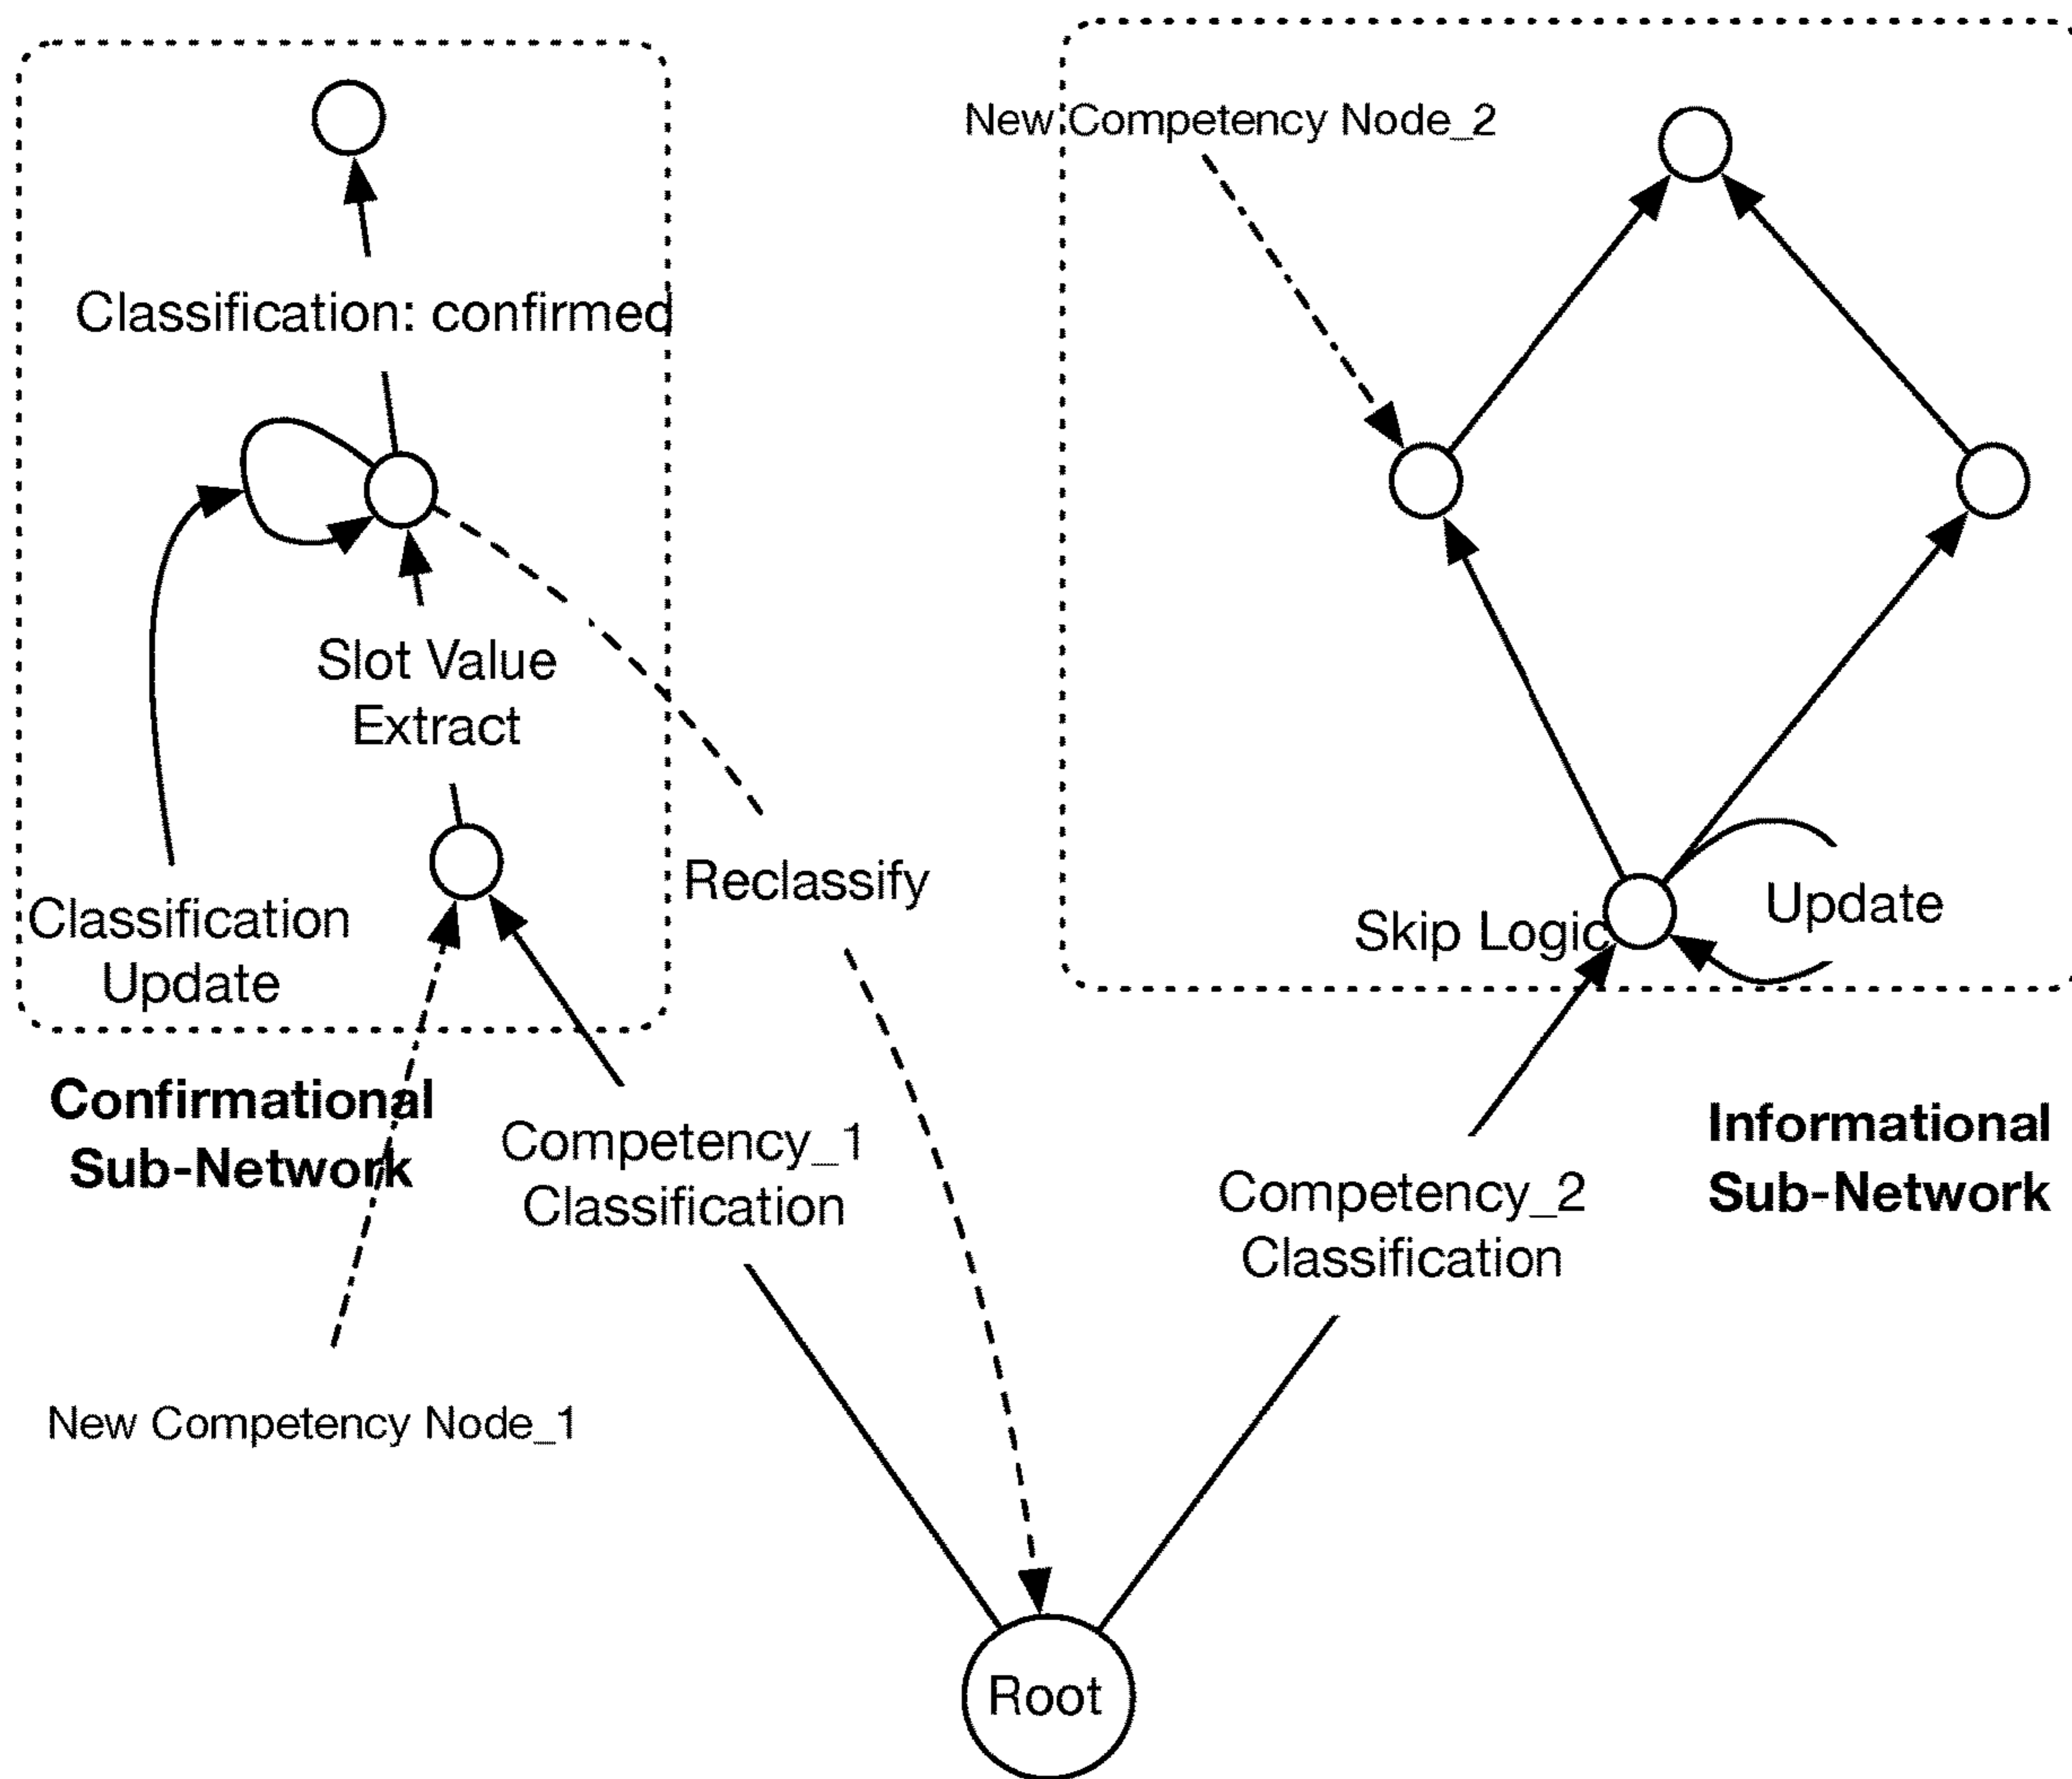 New Competency Node_2
Classification: confirmed
Slot Value
Extract
Reclassify
Classification
Update
Skip Logic
Update
Confirmational
Sub-Network
Competency_1
Classification
Competency_2
Classification
Informational
Sub-Network
New Competency Node_1
Root